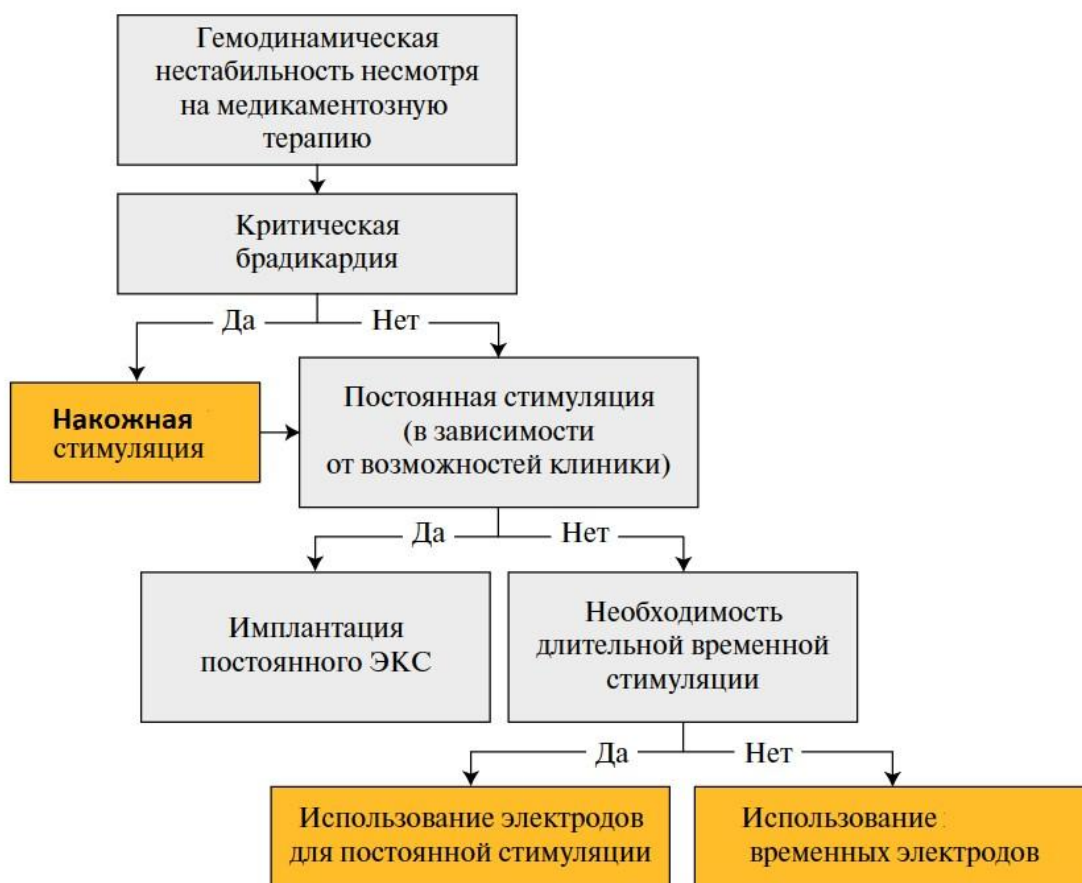 Гемодинамическая
нестабильность несмотря
на медикаментозную
терапию
Критическая
брадикардия
Да
Нет
Накожная
стимуляция
Постоянная стимуляция
(в зависимости
от возможностей клиники)
Да
Нет
Имплантация
постоянного ЭКС
Необходимость
длительной временной
стимуляции
Да
Нет
Использование электродов
для постоянной стимуляции
Использование
временных электродов